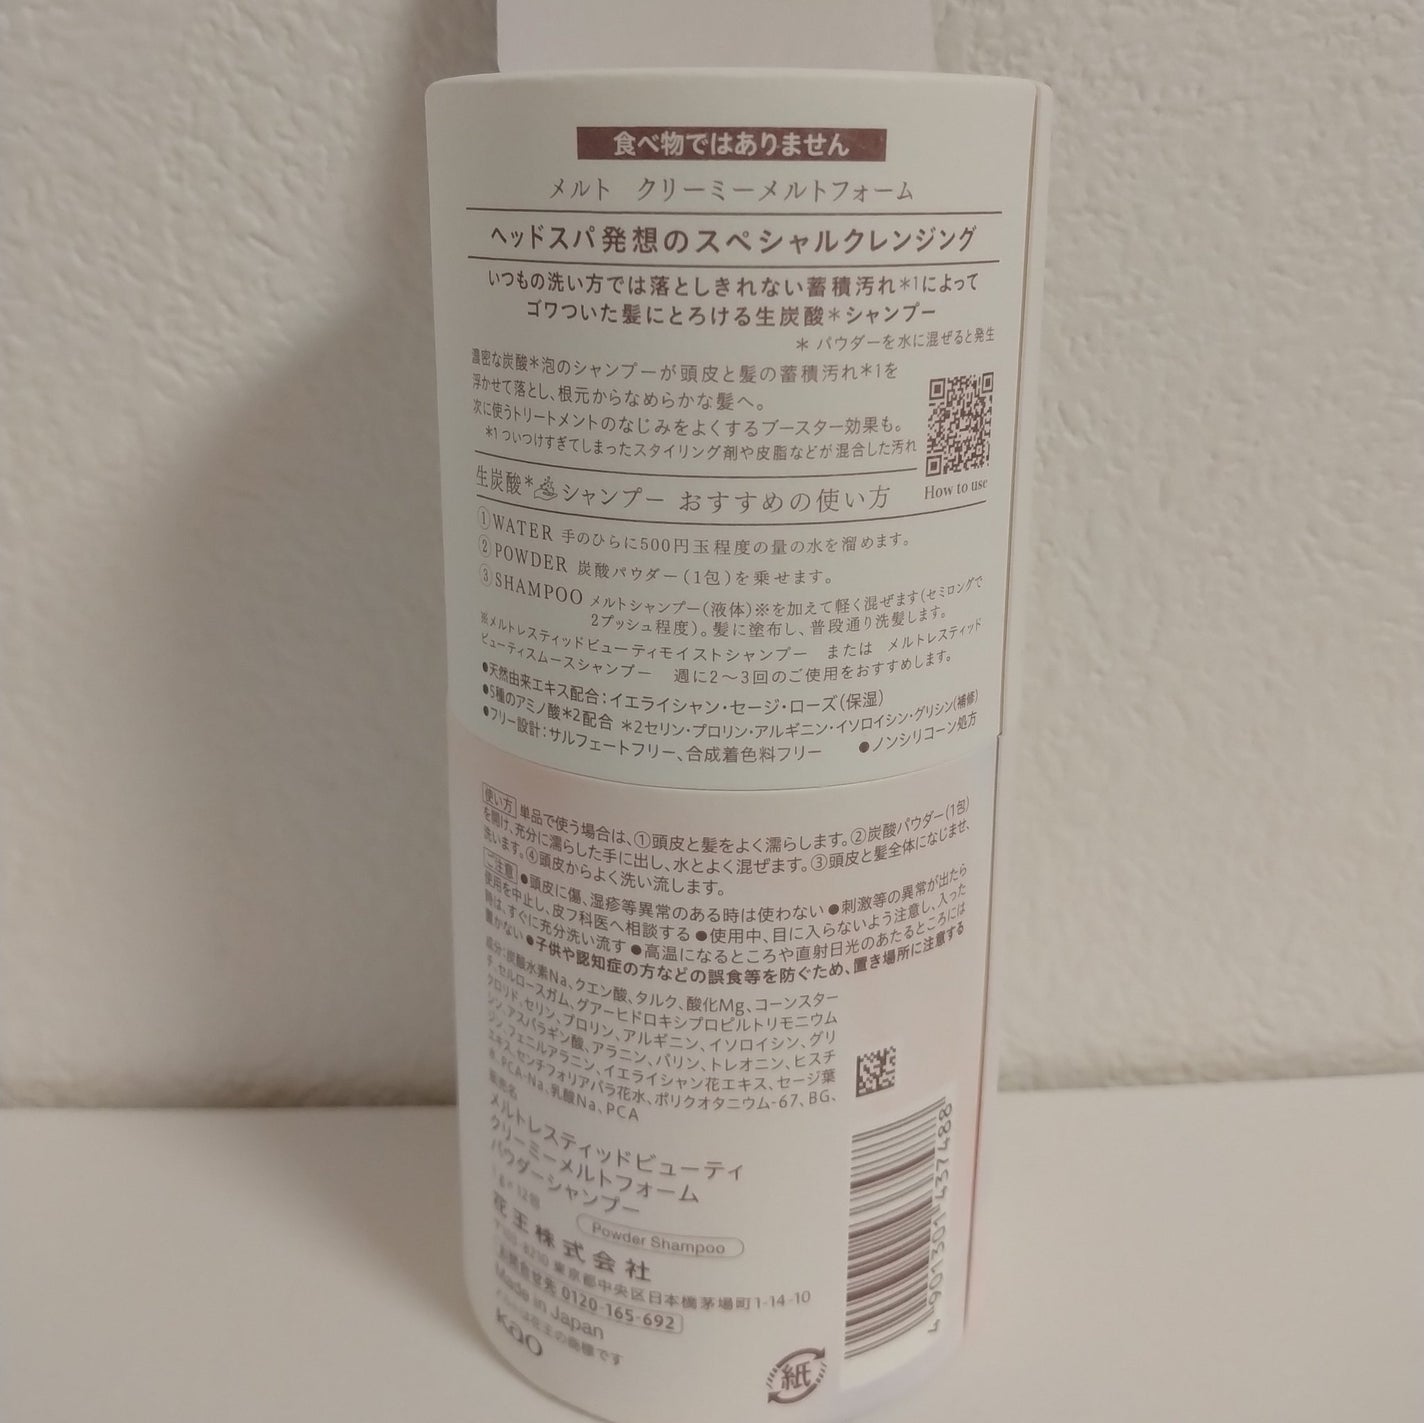 食べ物ではありません
メルト クリーミーメルトフォーム
ヘッドスパ発想のスペシャルクレンジング
いつもの洗い方では落としきれない蓄積汚れ*1によって
ゴワついた髪にとろける生炭酸*シャンプー
* パウダーを水に混ぜると発生
濃密な炭酸*泡のシャンプーが頭皮と髪の蓄積汚れ*1を
浮かせて落とし、根元からなめらかな髪へ。
次に使うトリートメントのなじみをよくするブースター効果も。
*1 ついつけすぎてしまったスタイリング剤や皮脂などが混合した汚れ
How to use
生炭酸*シャンプー おすすめの使い方
①WATER 手のひらに500円玉程度の量の水を溜めます。
②POWDER 炭酸パウダー(1包)を乗せます。
③SHAMPOO メルトシャンプー(液体)※を加えて軽く混ぜます(セミロングで
2プッシュ程度)。髪に塗布し、普段通り洗髪します。
※メルトレスティッドビューティモイストシャンプー または メルトレスティッド
ビューティスムースシャンプー 週に2〜3回のご使用をおすすめします。
●天然由来エキス配合:イエライシャン・セージ・ローズ(保湿)
●5種のアミノ酸*2配合 *2セリン・プロリン・アルギニン・イソロイシン・グリシン(補修)
●フリー設計:サルフェートフリー、合成着色料フリー ●ノンシリコーン処方
使い方 単品で使う場合は、①頭皮と髪をよく濡らします。②炭酸パウダー(1包)
を開け、充分に濡らした手に出し、水とよく混ぜます。③頭皮と髪全体になじませ、
洗います。④頭皮からよく洗い流します。
ご注意 ●頭皮に傷、湿疹等異常のある時は使わない ●刺激等の異常が出たら
使用を中止し、皮フ科医へ相談する ●使用中、目に入らないよう注意し、入った
時は、すぐに充分洗い流す ●高温になるところや直射日光のあたるところには
置かない ●子供や認知症の方などの誤食等を防ぐため、置き場所に注意する
成分:炭酸水素Na、クエン酸、タルク、酸化Mg、コーンスター
チ、セルロースガム、グアーヒドロキシプロピルトリモニウム
クロリド、セリン、プロリン、アルギニン、イソロイシン、グリ
シン、アスパラギン酸、アラニン、バリン、トレオニン、ヒスチ
ジン、フェニルアラニン、イエライシャン花エキス、セージ葉
エキス、センチフォリアバラ花水、ポリクオタニウム-67、BG、
水、PCA-Na、乳酸Na、PCA
販売名
メルトレスティッドビューティ
クリーミーメルトフォーム
パウダーシャンプー
Powder Shampoo
花王株式会社
〒103-8210 東京都中央区日本橋茅場町1-14-10
お問合せ先 0120-165-692
Made in Japan
は花王の商標です
Kao
紙
4901301437488